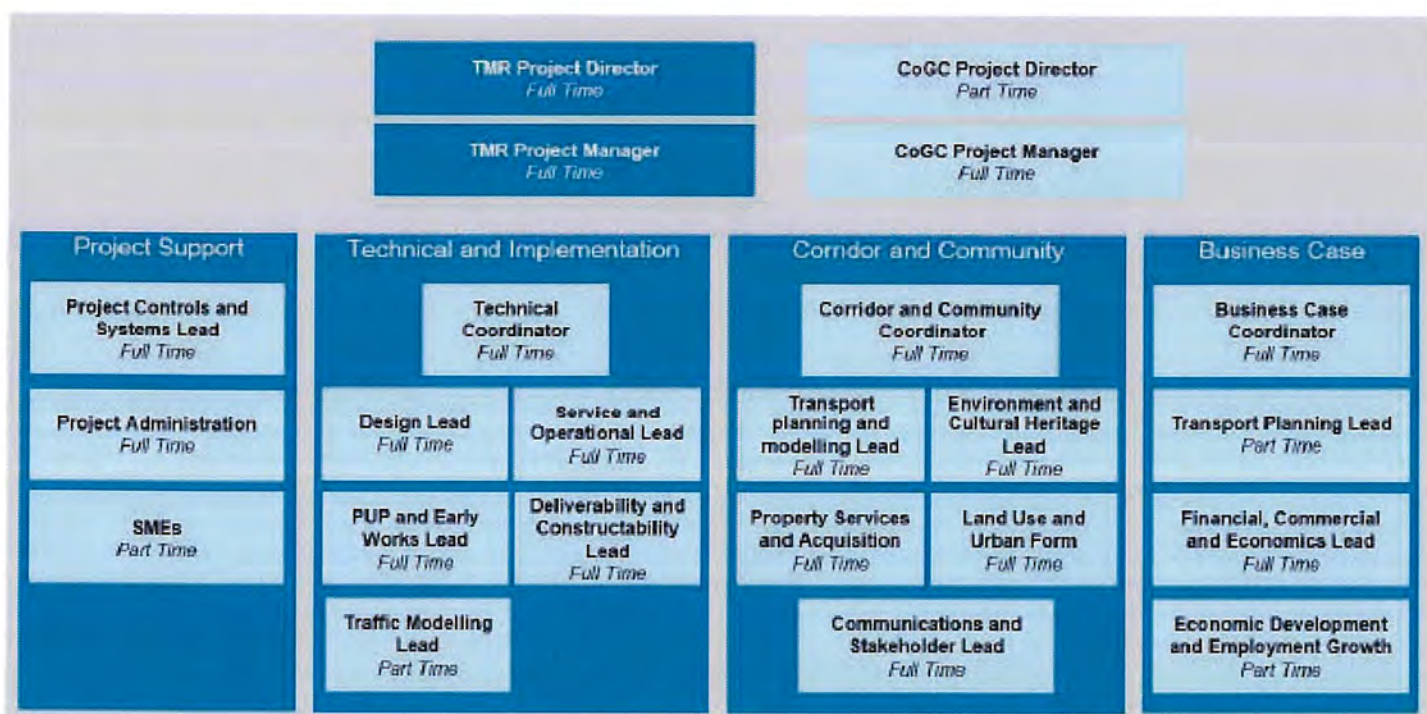 TMR Project Director
Full Time
CoGC Project Director
Part Time
TMR Project Manager
Full Time
CoGC Project Manager
Full Time
Project Support
Project Controls and
Systems Lead
Full Time
Project Administration
Full Time
SMEs
Part Time
Technical and Implementation
Technical
Coordinator
Full Time
Design Lead
Full Time
Service and
Operational Lead
Full Time
PUP and Early
Works Lead
Full Time
Deliverability and
Constructability
Lead
Full Time
Traffic Modelling
Lead
Part Time
Corridor and Community
Corridor and Community
Coordinator
Full Time
Transport
planning and
modelling Lead
Full Time
Environment and
Cultural Heritage
Lead
Full Time
Property Services
and Acquisition
Full Time
Land Use and
Urban Form
Full Time
Communications and
Stakeholder Lead
Full Time
Business Case
Business Case
Coordinator
Full Time
Transport Planning Lead
Part Time
Financial, Commercial
and Economics Lead
Full Time
Economic Development
and Employment Growth
Part Time